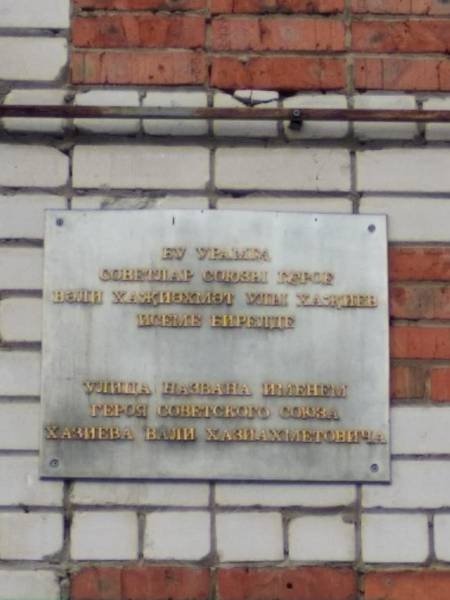 БУ УРАМГА
СОВЕТЛАР СОЮЗЫ ГЕРОЕ
ВӘЛИ ХАҖИӘХМӘТ УЛЫ ХАҖИЕВ
ИСЕМЕ БИРЕЛДЕ
УЛИЦА НАЗВАНА ИМЕНЕМ
ГЕРОЯ СОВЕТСКОГО СОЮЗА
ХАЗИЕВА ВАЛИ ХАЗИАХМЕТОВИЧА